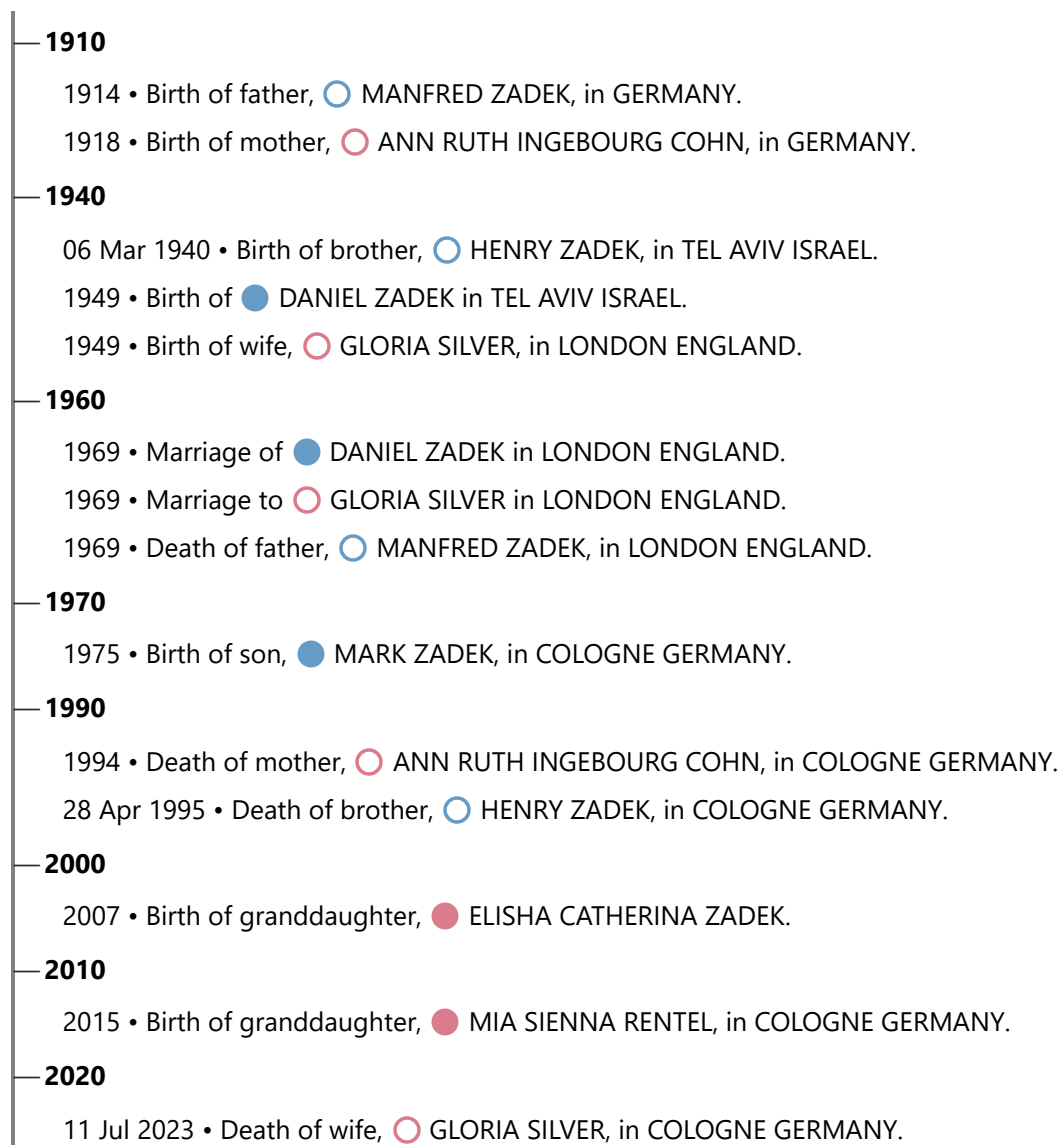 1910
1914 • Birth of father, MANFRED ZADEK, in GERMANY.
1918 • Birth of mother, ANN RUTH INGEBOURG COHN, in GERMANY.
1940
06 Mar 1940 • Birth of brother, HENRY ZADEK, in TEL AVIV ISRAEL.
1949 • Birth of DANIEL ZADEK in TEL AVIV ISRAEL.
1949 • Birth of wife, GLORIA SILVER, in LONDON ENGLAND.
1960
1969 • Marriage of DANIEL ZADEK in LONDON ENGLAND.
1969 • Marriage to GLORIA SILVER in LONDON ENGLAND.
1969 • Death of father, MANFRED ZADEK, in LONDON ENGLAND.
1970
1975 • Birth of son, MARK ZADEK, in COLOGNE GERMANY.
1990
1994 • Death of mother, ANN RUTH INGEBOURG COHN, in COLOGNE GERMANY.
28 Apr 1995 • Death of brother, HENRY ZADEK, in COLOGNE GERMANY.
2000
2007 • Birth of granddaughter, ELISHA CATHERINA ZADEK.
2010
2015 • Birth of granddaughter, MIA SIENNA RENTEL, in COLOGNE GERMANY.
2020
11 Jul 2023 • Death of wife, GLORIA SILVER, in COLOGNE GERMANY.